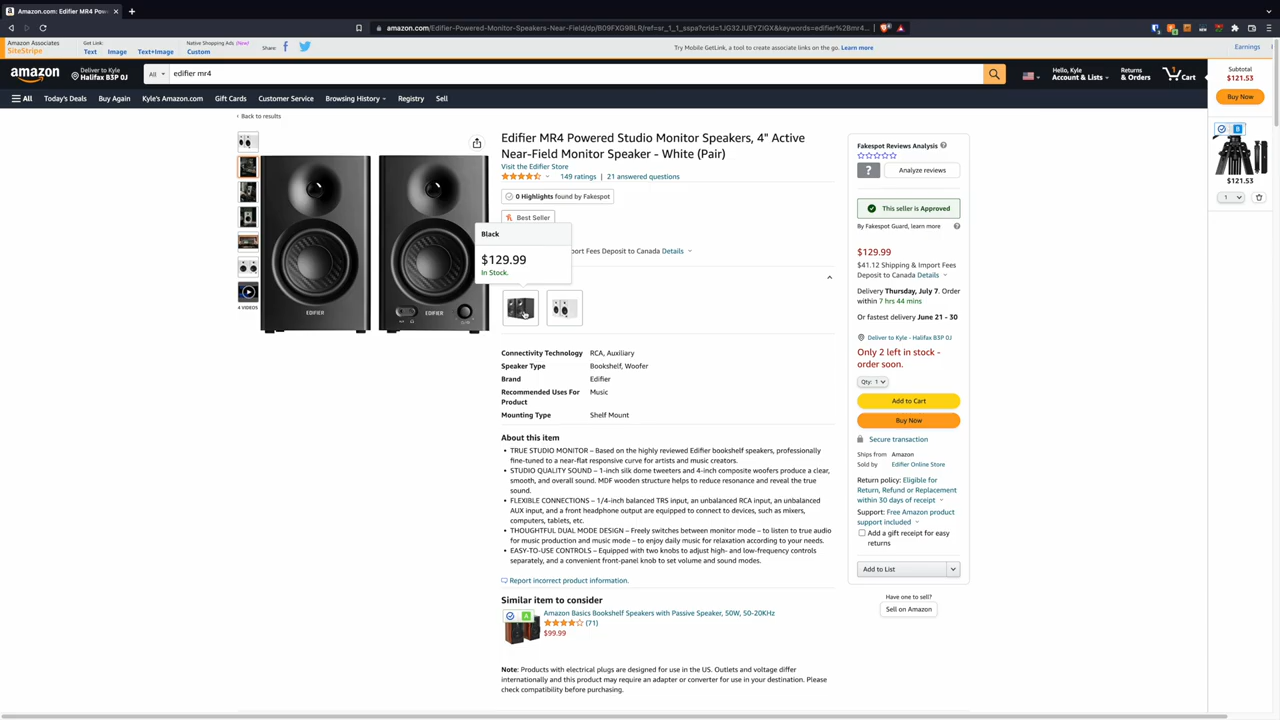 Amazon.com: Edifier MR4 Pow
amazon.com/Edifier-Powered-Monitor-Speakers-Near-Field/dp/B09FXG9BLR/ref=sr_1_1_sspa?crid=1JG32JUEYZIGX&keywords=edifier%2Bmr4...
Amazon Associates
SiteStripe
Get Link:
Text
Image
Text+Image
Native Shopping Ads (New!)
Custom
Share:
Try Mobile GetLink, a tool to create associate links on the go. Learn more
Earnings
amazon
Deliver to Kyle
Halifax B3P 0J
All
edifier mr4
Hello, Kyle
Account & Lists
Returns
& Orders
Cart
Subtotal
$121.53
Buy Now
All
Today's Deals
Buy Again
Kyle's Amazon.com
Gift Cards
Customer Service
Browsing History
Registry
Sell
‹ Back to results
4 VIDEOS
EDIFIER
EDIFIER
Edifier MR4 Powered Studio Monitor Speakers, 4" Active
Near-Field Monitor Speaker - White (Pair)
Visit the Edifier Store
149 ratings | 21 answered questions
0 Highlights found by Fakespot
Best Seller
Black
$129.99
In Stock.
ort Fees Deposit to Canada Details
Connectivity Technology RCA, Auxiliary
Speaker Type Bookshelf, Woofer
Brand Edifier
Recommended Uses For Music
Product
Mounting Type Shelf Mount
About this item
• TRUE STUDIO MONITOR – Based on the highly reviewed Edifier bookshelf speakers, professionally
fine-tuned to a near-flat responsive curve for artists and music creators.
• STUDIO QUALITY SOUND – 1-inch silk dome tweeters and 4-inch composite woofers produce a clear,
smooth, and overall sound. MDF wooden structure helps to reduce resonance and reveal the true
sound.
• FLEXIBLE CONNECTIONS – 1/4-inch balanced TRS input, an unbalanced RCA input, an unbalanced
AUX input, and a front headphone output are equipped to connect to devices, such as mixers,
computers, tablets, etc.
• THOUGHTFUL DUAL MODE DESIGN – Freely switches between monitor mode – to listen to true audio
for music production and music mode – to enjoy daily music for relaxation according to your needs.
• EASY-TO-USE CONTROLS – Equipped with two knobs to adjust high- and low-frequency controls
separately, and a convenient front-panel knob to set volume and sound modes.
Report incorrect product information.
Similar item to consider
A
Amazon Basics Bookshelf Speakers with Passive Speaker, 50W, 50-20KHz
(71)
$99.99
Note: Products with electrical plugs are designed for use in the US. Outlets and voltage differ
internationally and this product may require an adapter or converter for use in your destination. Please
check compatibility before purchasing.
Fakespot Reviews Analysis
?
Analyze reviews
This seller is Approved
By Fakespot Guard, learn more
$129.99
$41.12 Shipping & Import Fees
Deposit to Canada Details
Delivery Thursday, July 7. Order
within 7 hrs 44 mins
Or fastest delivery June 21 - 30
Deliver to Kyle - Halifax B3P 0J
Only 2 left in stock -
order soon.
Qty: 1
Add to Cart
Buy Now
Secure transaction
Ships from Amazon
Sold by Edifier Online Store
Return policy: Eligible for
Return, Refund or Replacement
within 30 days of receipt
Support: Free Amazon product
support included
Add a gift receipt for easy
returns
Add to List
Have one to sell?
Sell on Amazon
B
$121.53
1